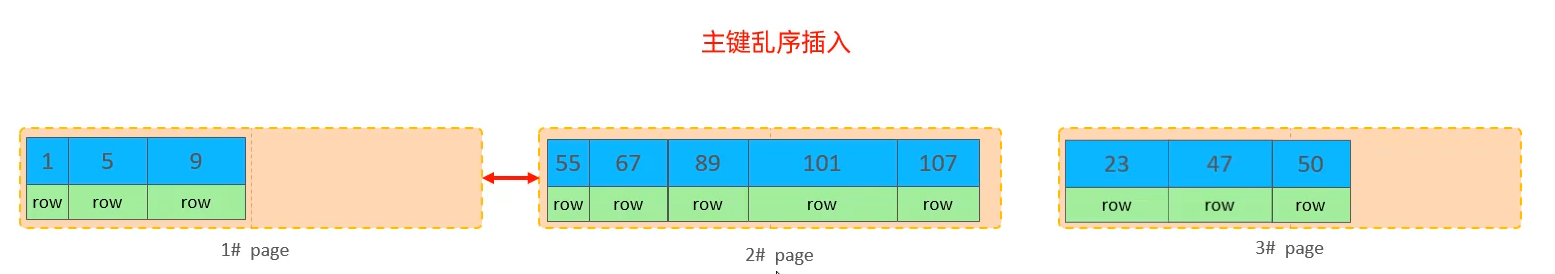 主键乱序插入
1 5 9
row row row
1# page
55 67 89 101 107
row row row row row
2# page
23 47 50
row row row
3# page